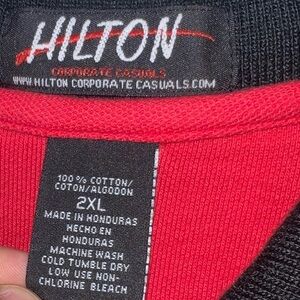 HILTON
CORPORATE CASUALS
WWW.HILTON CORPORATE CASUALS.COM
100 % COTTON/
COTON/ALGODON
2XL
MADE IN HONDURAS
HECHO EN
HONDURAS
MACHINE WASH
COLD TUMBLE DRY
LOW USE NON-
CHLORINE BLEACH